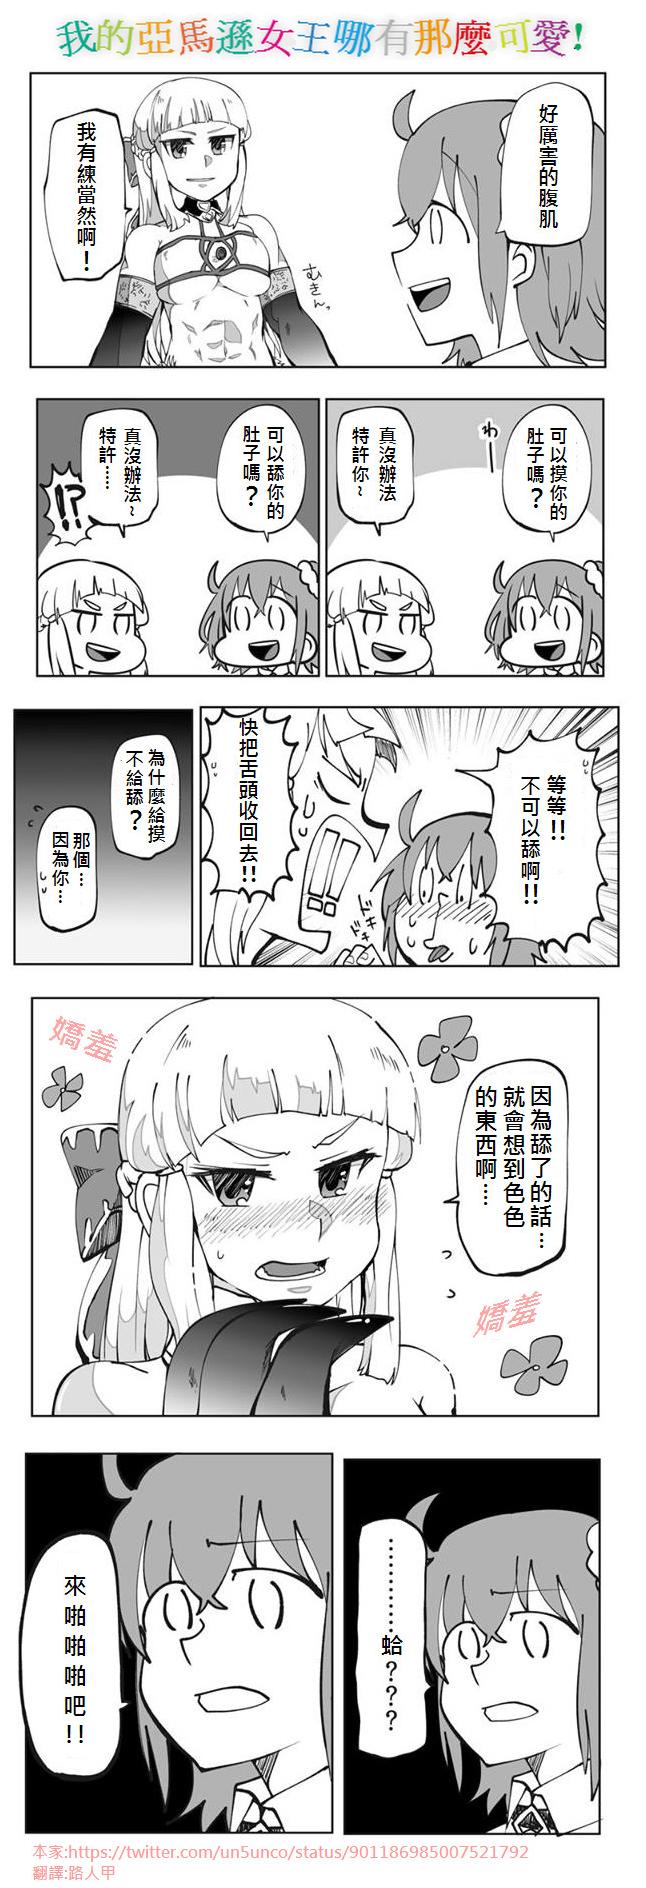 我的亞馬遜女王哪有那麼可愛!
好厲害的腹肌
我有練當然啊!
むきんっ
可以摸你的
肚子嗎?
わー
真沒辦法
特許你~
可以舔你的
肚子嗎?
真沒辦法~
特許....
!?
等等!!
不可以舔啊!!
快把舌頭收回去!!
!!
ドキドキ
為什麼給摸
不給舔?
那個...
因為你...
嬌羞
因為舔了的話...
就會想到色色
的東西啊....
嬌羞
............蛤???
來啪啪啪吧!!
本家:https://twitter.com/un5unco/status/901186985007521792
翻譯:路人甲